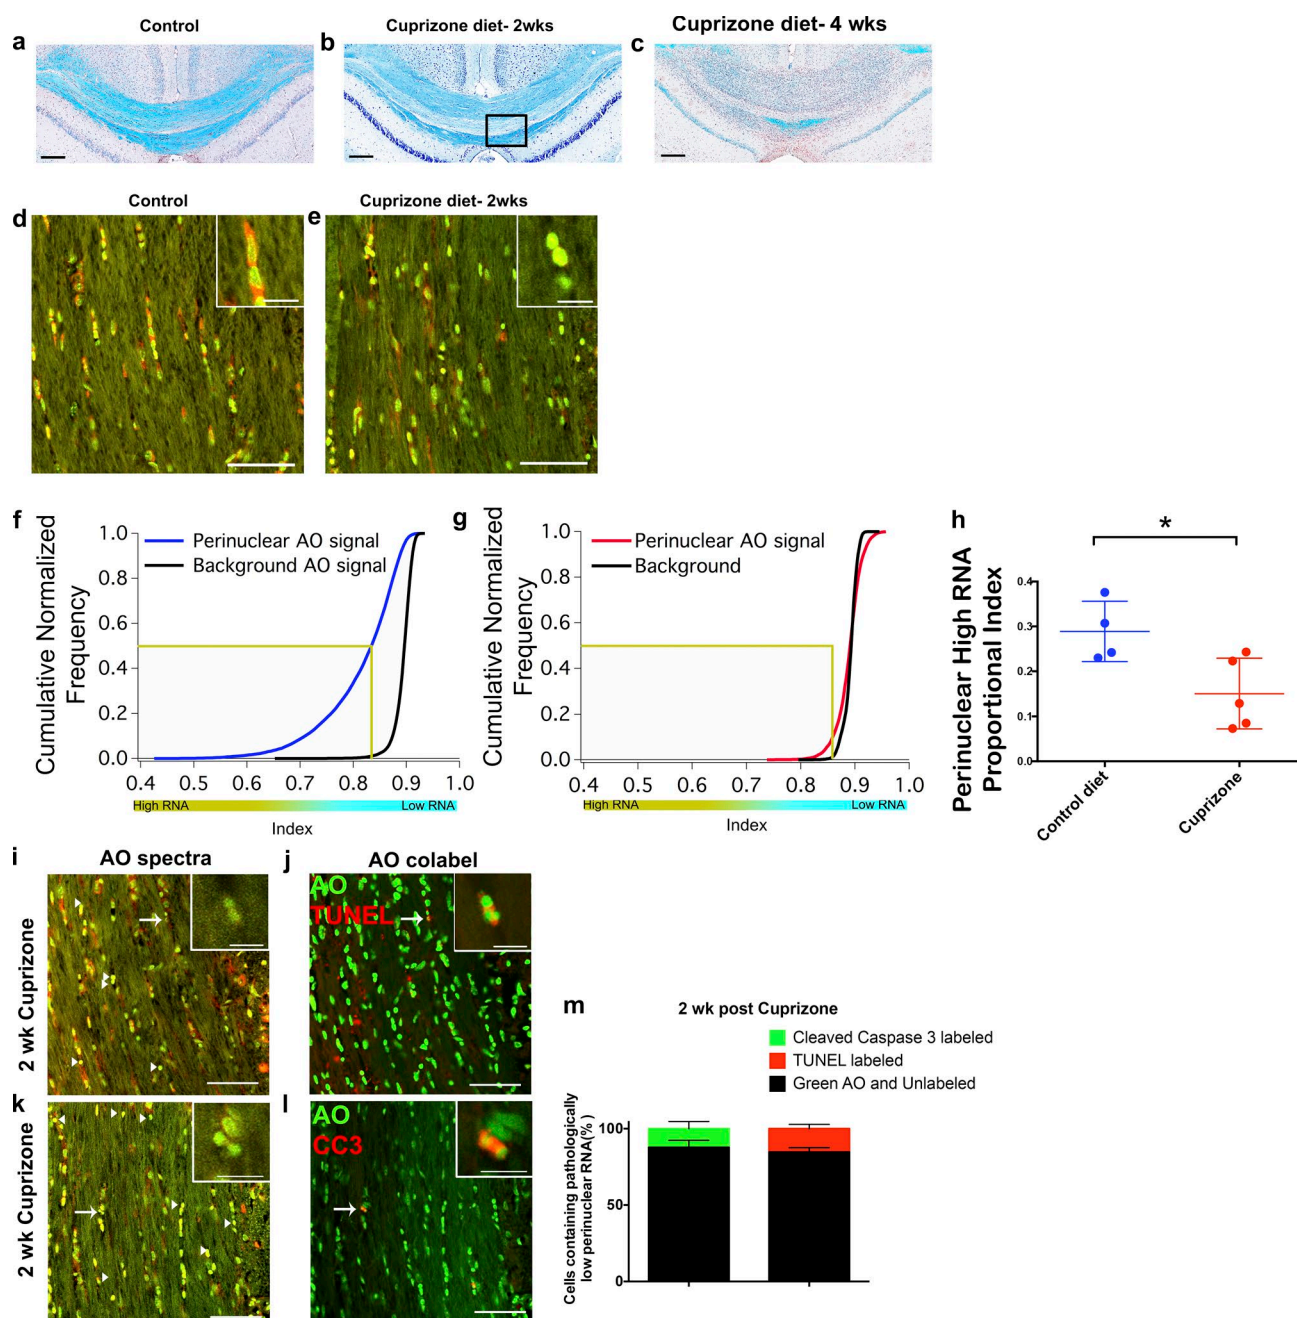 Control
Cuprizone diet- 2wks
Cuprizone diet- 4 wks
a
b
c
Control
Cuprizone diet- 2wks
d
e
f
Cumulative Normalized
Frequency
1.0
0.8
0.6
0.4
0.2
0.0
Perinuclear AO signal
Background AO signal
0.4 0.5 0.6 0.7 0.8 0.9 1.0
High RNA
Low RNA
Index
g
Cumulative Normalized
Frequency
1.0
0.8
0.6
0.4
0.2
0.0
Perinuclear AO signal
Background
0.4 0.5 0.6 0.7 0.8 0.9 1.0
High RNA
Low RNA
Index
h
Perinuclear High RNA
Proportional Index
*
0.4
0.3
0.2
0.1
0.0
Control diet
Cuprizone
i
AO spectra
j
AO colabel
2 wk Cuprizone
AO
TUNEL
k
2 wk Cuprizone
l
AO
CC3
m
2 wk post Cuprizone
Cleaved Caspase 3 labeled
TUNEL labeled
Green AO and Unlabeled
Cells containing pathologically
low perinuclear RNA(% )
100
50
0